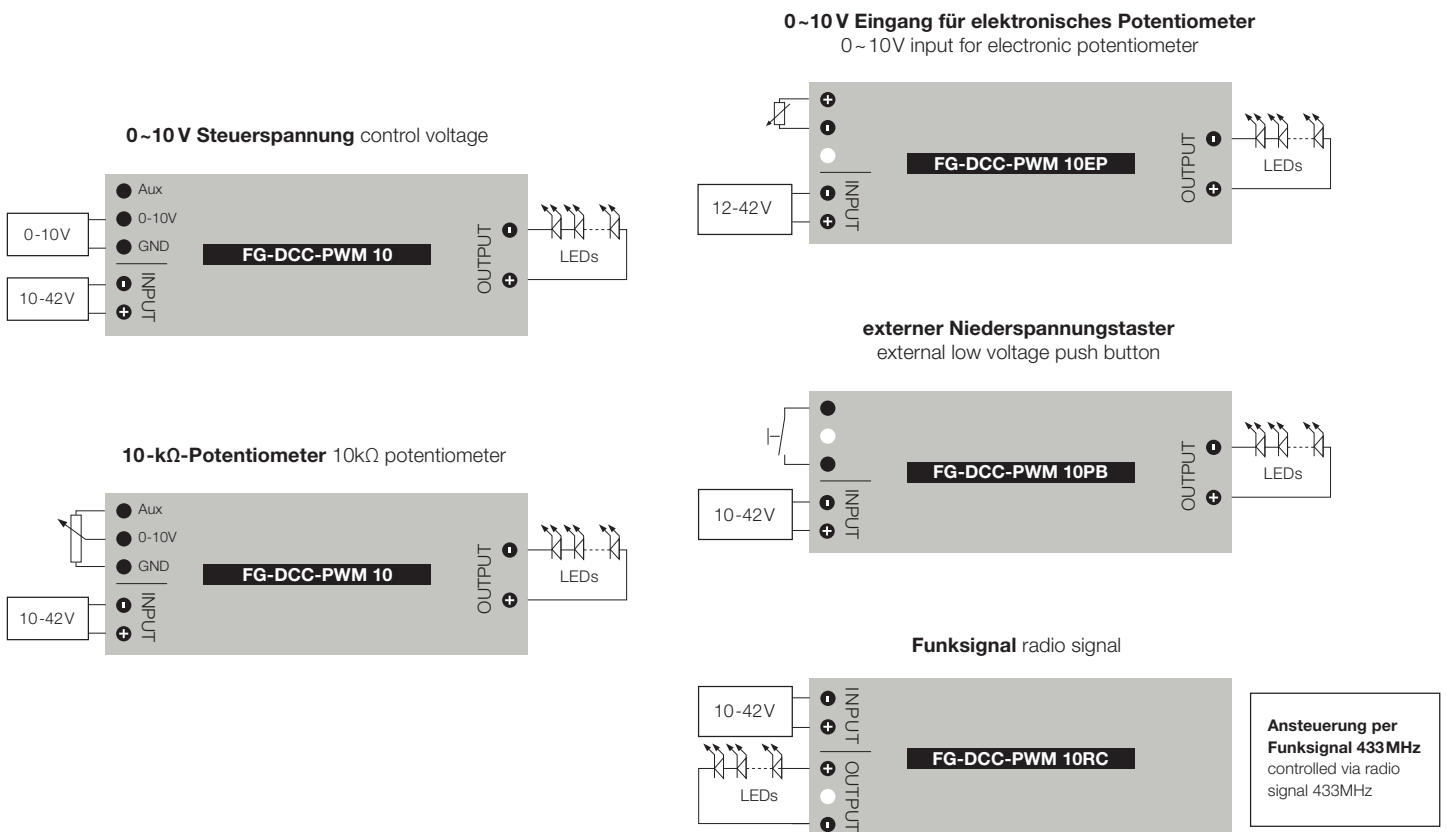 0~10 V Steuerspannung control voltage
Aux
0-10V
GND
0-10V
10-42V
INPUT
FG-DCC-PWM 10
OUTPUT
LEDs
10-kΩ-Potentiometer 10kΩ potentiometer
Aux
0-10V
GND
10-42V
INPUT
FG-DCC-PWM 10
OUTPUT
LEDs
0~10 V Eingang für elektronisches Potentiometer
0~10V input for electronic potentiometer
12-42V
INPUT
FG-DCC-PWM 10EP
OUTPUT
LEDs
externer Niederspannungstaster
external low voltage push button
10-42V
INPUT
FG-DCC-PWM 10PB
OUTPUT
LEDs
Funksignal radio signal
10-42V
INPUT
LEDs
OUTPUT
FG-DCC-PWM 10RC
Ansteuerung per
Funksignal 433MHz
controlled via radio
signal 433MHz